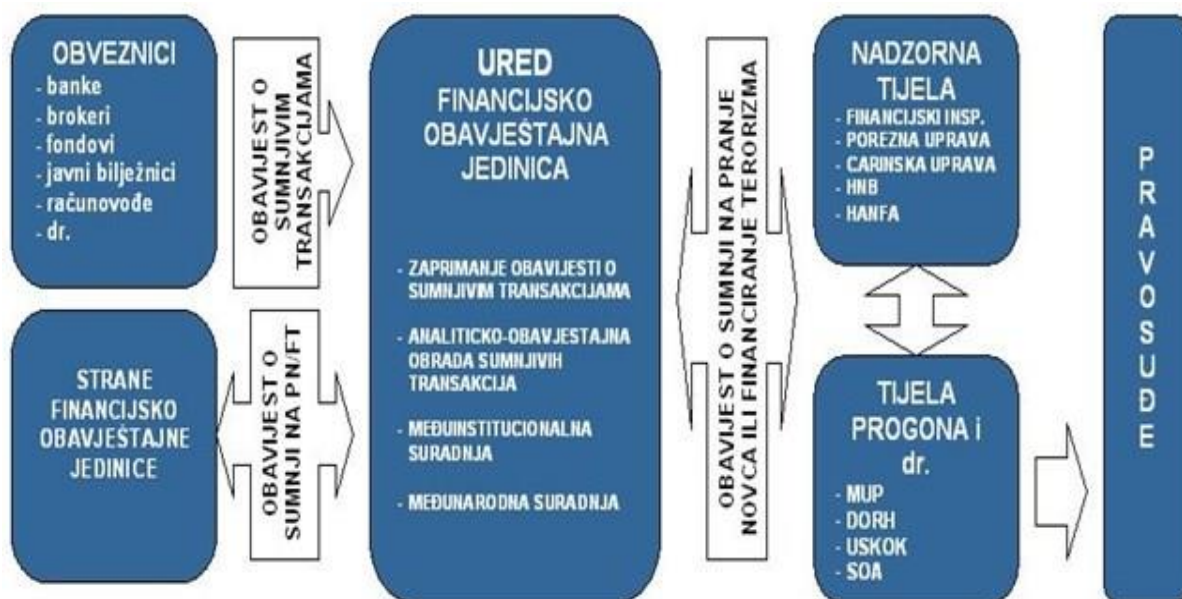 OBVEZNICI
- banke
- brokeri
- fondovi
- javni bilježnici
- računovođe
- dr.
OBAVIJEST O
SUMNJIVIM
TRANSAKCIJAMA
STRANE
FINANCIJSKO
OBAVJEŠTAJNE
JEDINICE
OBAVIJEST O
SUMNJI NA PN/FT
URED
FINANCIJSKO
OBAVJEŠTAJNA
JEDINICA
- ZAPRIMANJE OBAVIJESTI O
SUMNJIVIM TRANSAKCIJAMA
- ANALITICKO-OBAVJESTAJNA
OBRADA SUMNJIVIH
TRANSAKCIJA
- MEĐUINSTITUCIONALNA
SURADNJA
- MEĐUNARODNA SURADNJA
OBAVIJEST O SUMNJI NA PRANJE
NOVCA ILI FINANCIRANJE TERORIZMA
NADZORNA
TIJELA
- FINANCIJSKI INSP.
- POREZNA UPRAVA
- CARINSKA UPRAVA
- HNB
- HANFA
TIJELA
PROGONA i
dr.
- MUP
- DORH
- USKOK
- SOA
PRAVOSUĐE